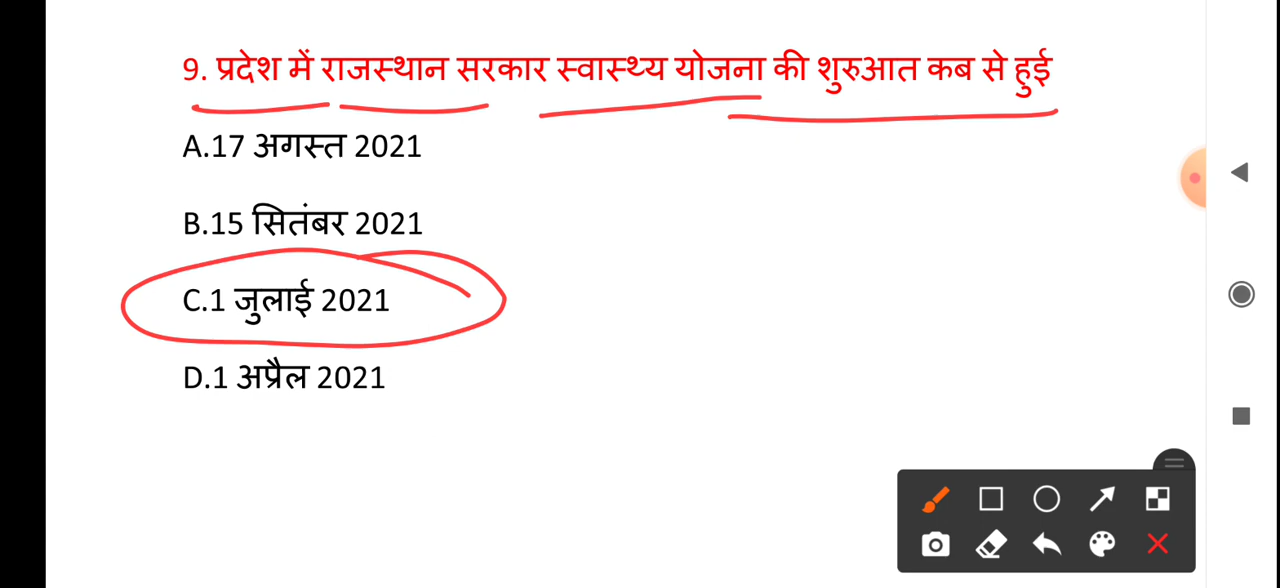 9. प्रदेश में राजस्थान सरकार स्वास्थ्य योजना की शुरुआत कब से हुई
A.17 अगस्त 2021
B.15 सितंबर 2021
C.1 जुलाई 2021
D.1 अप्रैल 2021